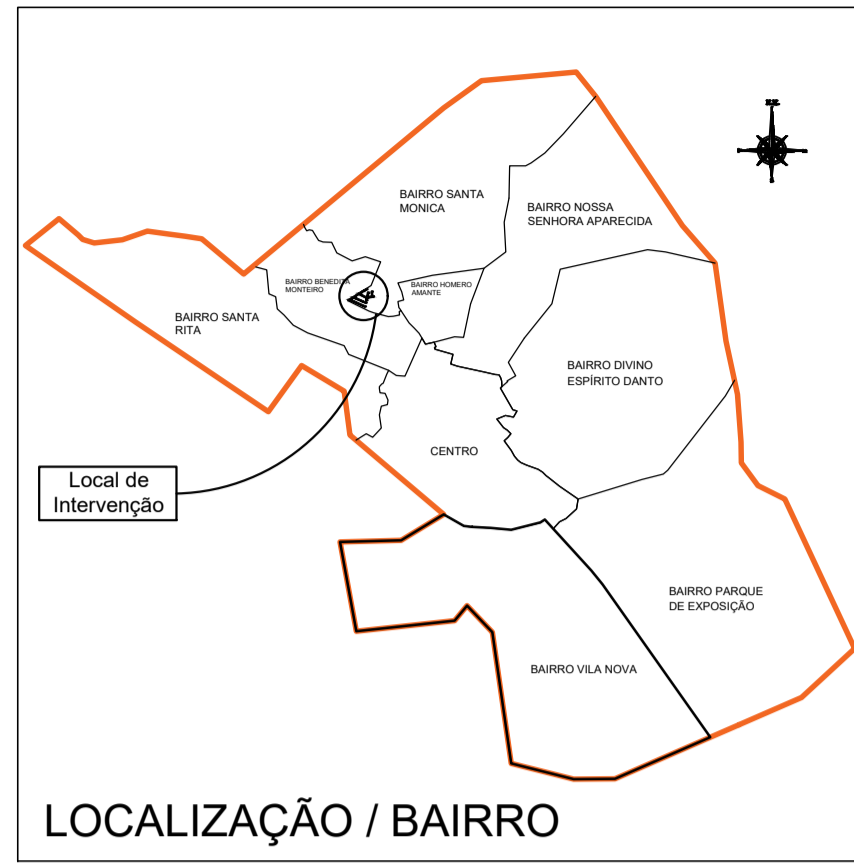 BAIRRO SANTA
MONICA
BAIRRO NOSSA
SENHORA APARECIDA
BAIRRO BENEDITA
MONTEIRO
BAIRRO HOMERO
AMANTE
BAIRRO SANTA
RITA
BAIRRO DIVINO
ESPÍRITO DANTO
CENTRO
Local de
Intervenção
BAIRRO PARQUE
DE EXPOSIÇÃO
BAIRRO VILA NOVA
LOCALIZAÇÃO / BAIRRO